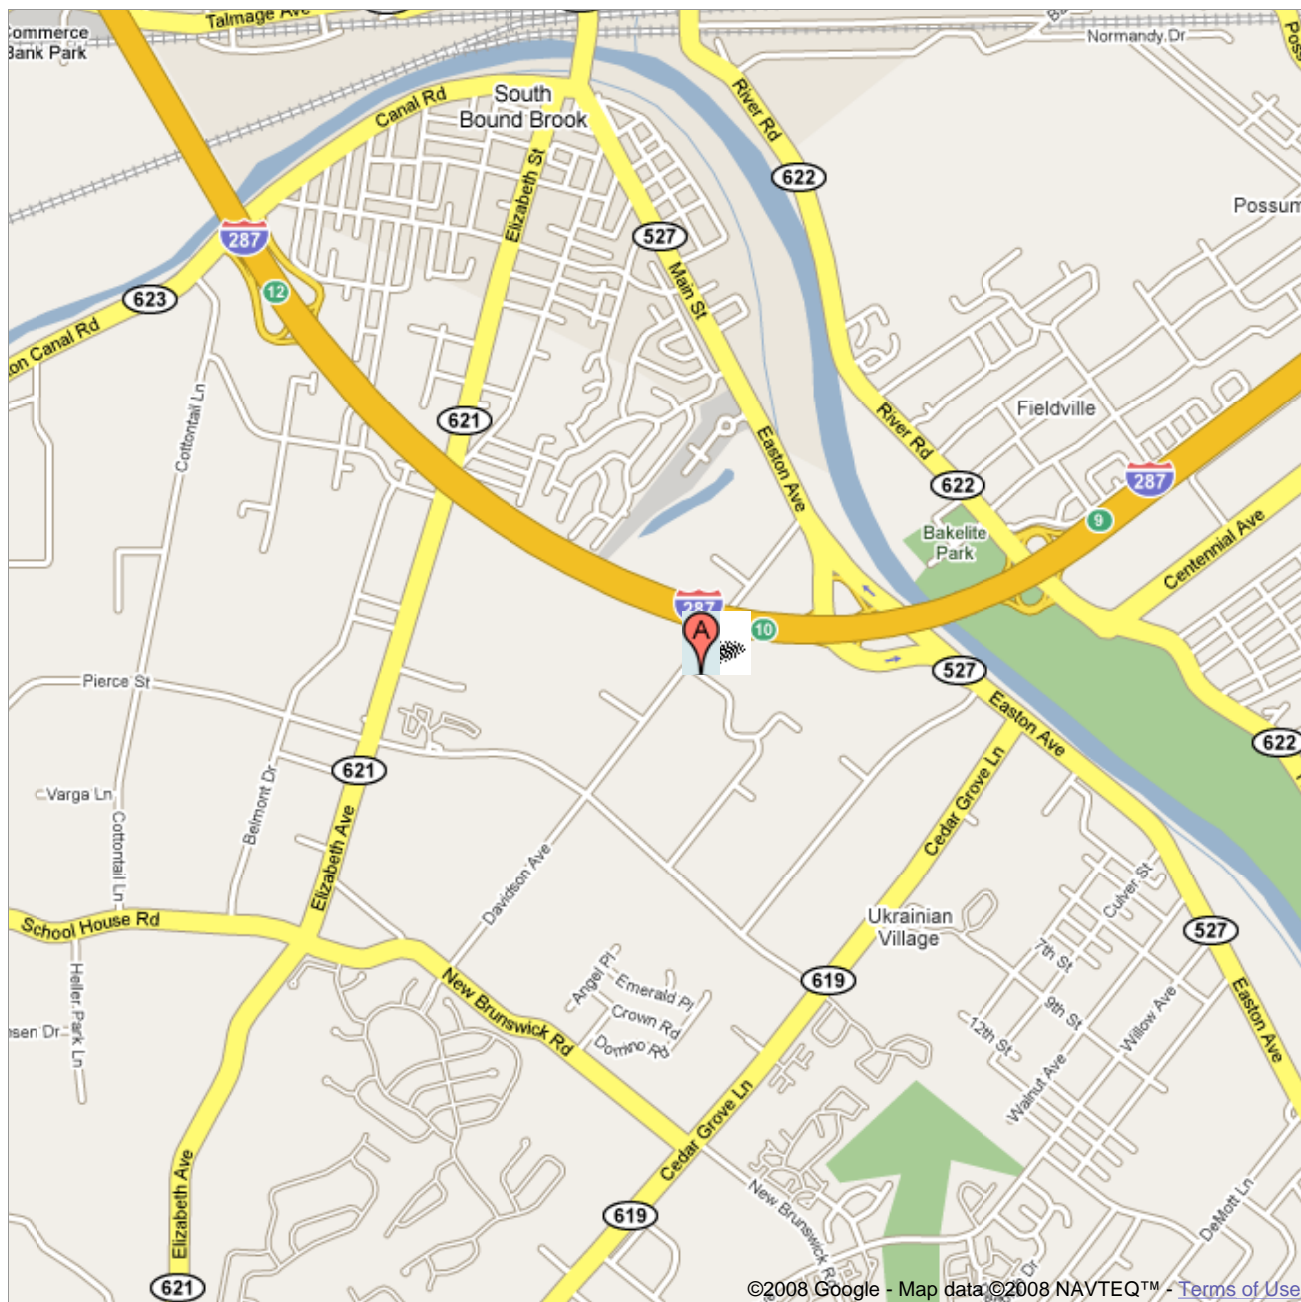 Talmage Ave
Commerce
Bank Park
Normandy Dr
Canal Rd
South
Bound Brook
River Rd
622
Elizabeth St
Possum
287
527
12
623
Main St
Canal Rd
Cottontail Ln
621
Fieldville
River Rd
Easton Ave
622
287
9
Bakelite
Park
Centennial Ave
287
A
10
527
Pierce St
Easton Ave
622
621
Cedar Grove Ln
Varga Ln
Belmont Dr
Cottontail Ln
Elizabeth Ave
Davidson Ave
Culver St
School House Rd
Ukrainian
Village
527
7th St
Angel Pl
Emerald Pl
619
Heller Park Ln
New Brunswick Rd
Crown Rd
9th St
Willow Ave
Easton Ave
Domino Rd
12th St
Walnut Ave
Cedar Grove Ln
Elizabeth Ave
New Brunswick Rd
DeMott Ln
619
621
©2008 Google - Map data ©2008 NAVTEQ™ - Terms of Use